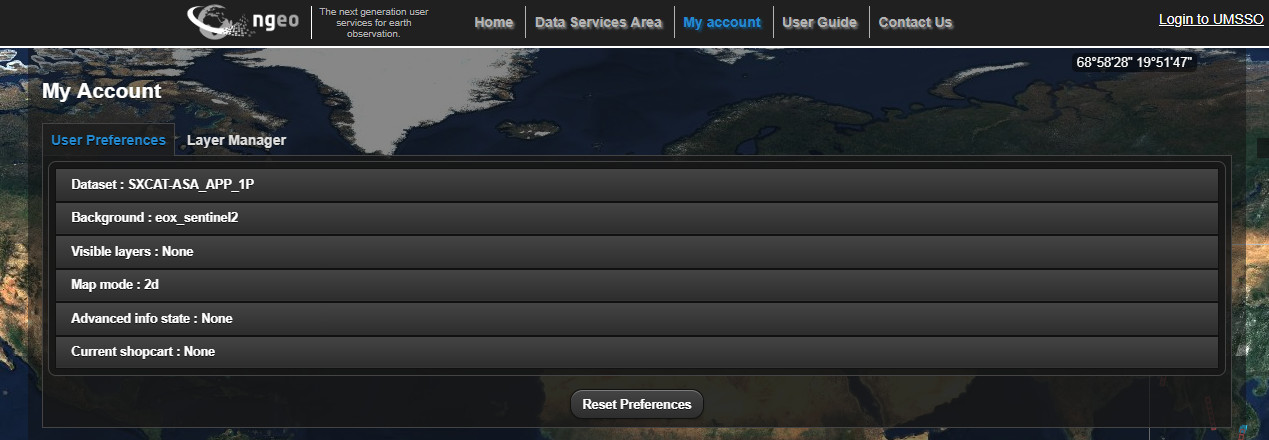 ngeo
The next generation user
services for earth
observation.
Home
Data Services Area
My account
User Guide
Contact Us
Login to UMSSO
68°58'28" 19°51'47"
My Account
User Preferences
Layer Manager
Dataset : SXCAT-ASA_APP_1P
Background : eox_sentinel2
Visible layers : None
Map mode : 2d
Advanced info state : None
Current shopcart : None
Reset Preferences